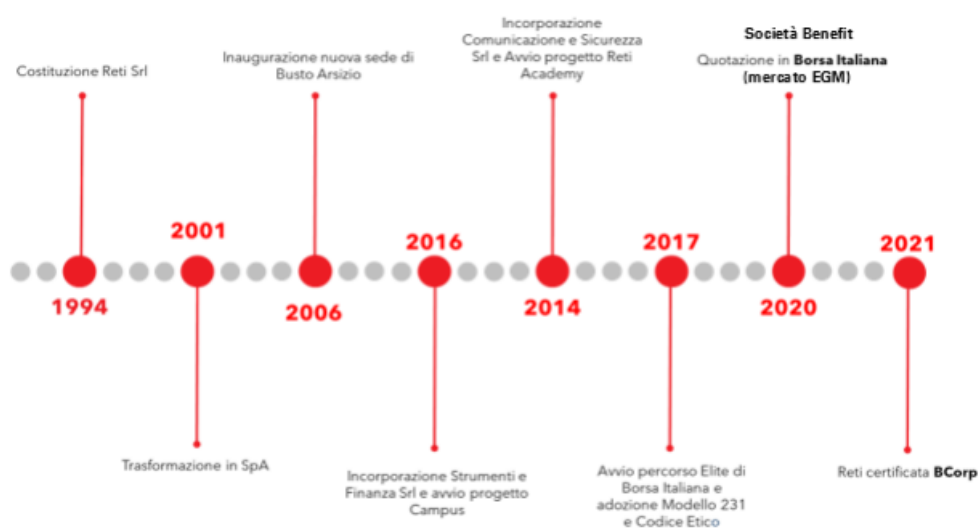 Costituzione Reti Srl
1994
2001
Trasformazione in SpA
Inaugurazione nuova sede di
Busto Arsizio
2006
2016
Incorporazione Strumenti e
Finanza Srl e avvio progetto
Campus
Incorporazione
Comunicazione e Sicurezza
Srl e Avvio progetto Reti
Academy
2014
2017
Avvio percorso Elite di
Borsa Italiana e
adozione Modello 231
e Codice Etico
Società Benefit
Quotazione in Borsa Italiana
(mercato EGM)
2020
2021
Reti certificata BCorp